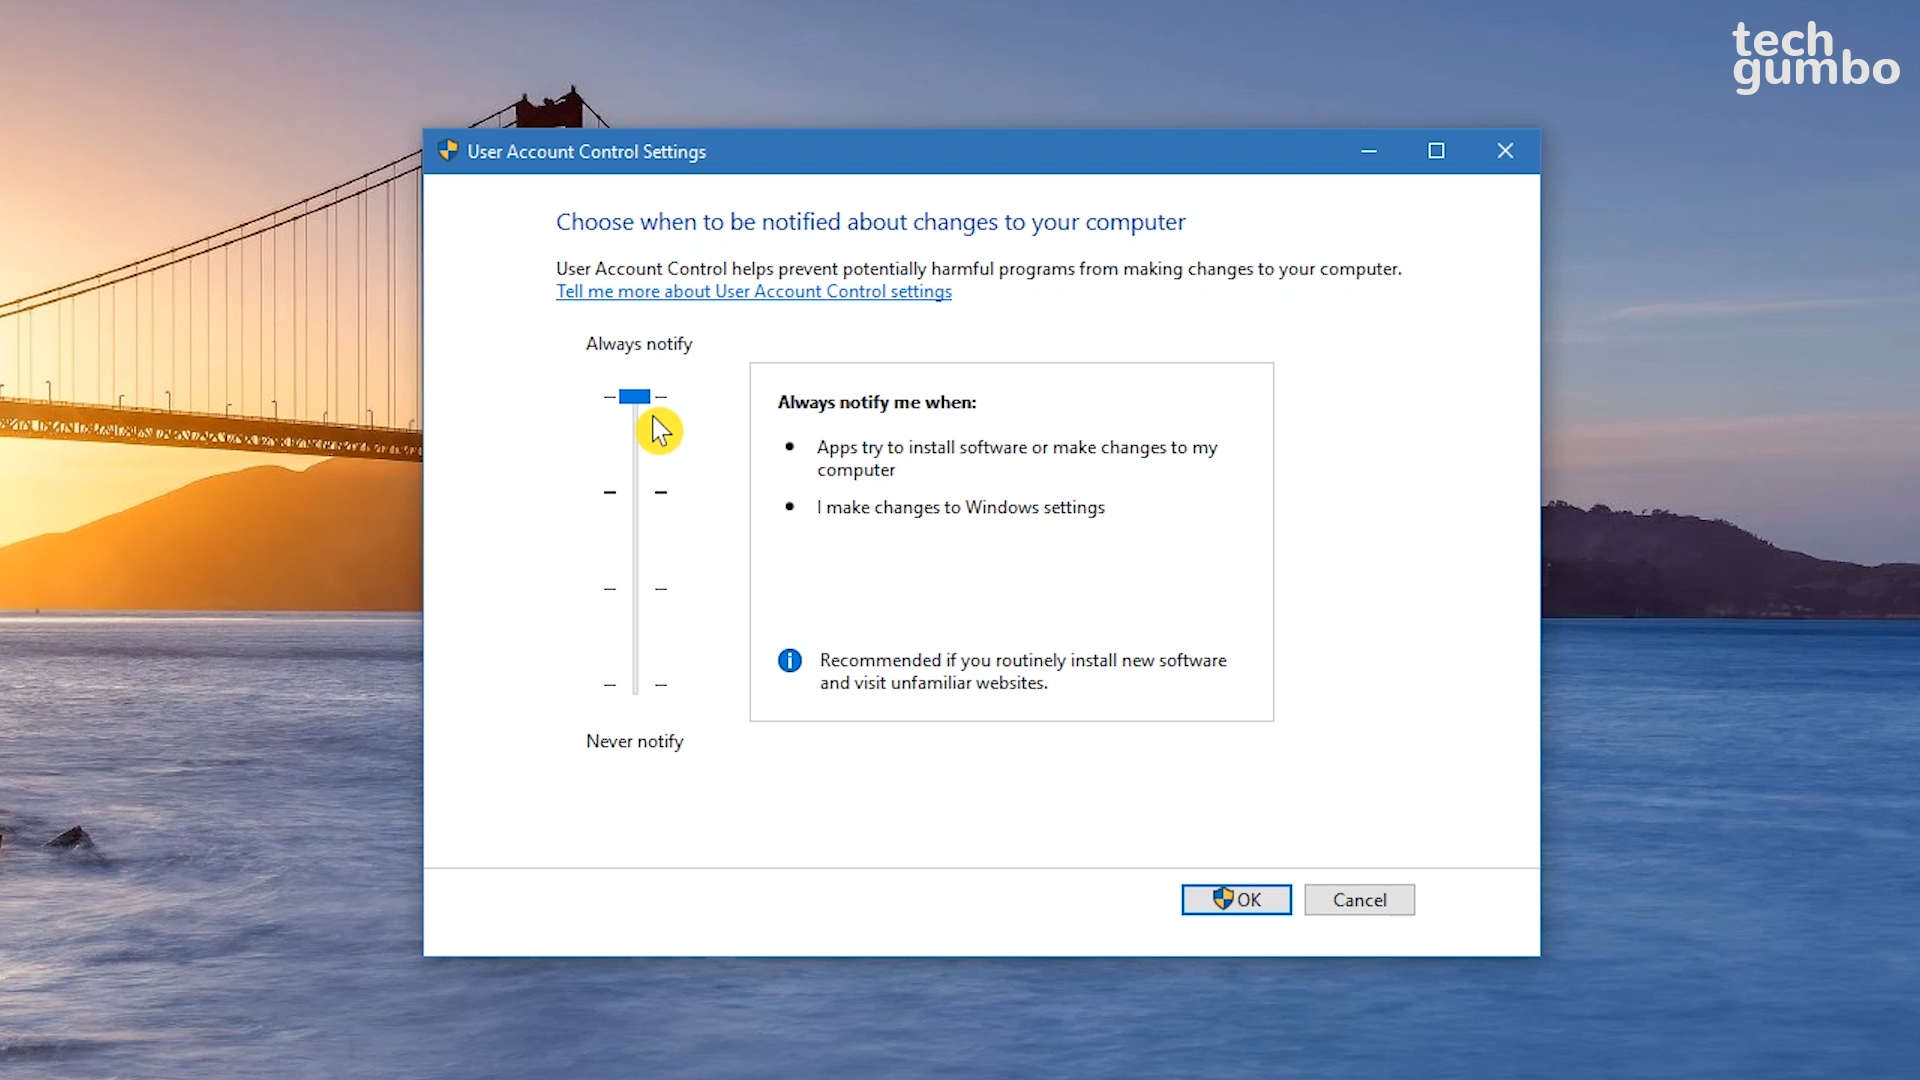 tech
gumbo
User Account Control Settings
Choose when to be notified about changes to your computer
User Account Control helps prevent potentially harmful programs from making changes to your computer.
Tell me more about User Account Control settings
Always notify
Always notify me when:
Apps try to install software or make changes to my
computer
I make changes to Windows settings
Recommended if you routinely install new software
and visit unfamiliar websites.
Never notify
OK
Cancel